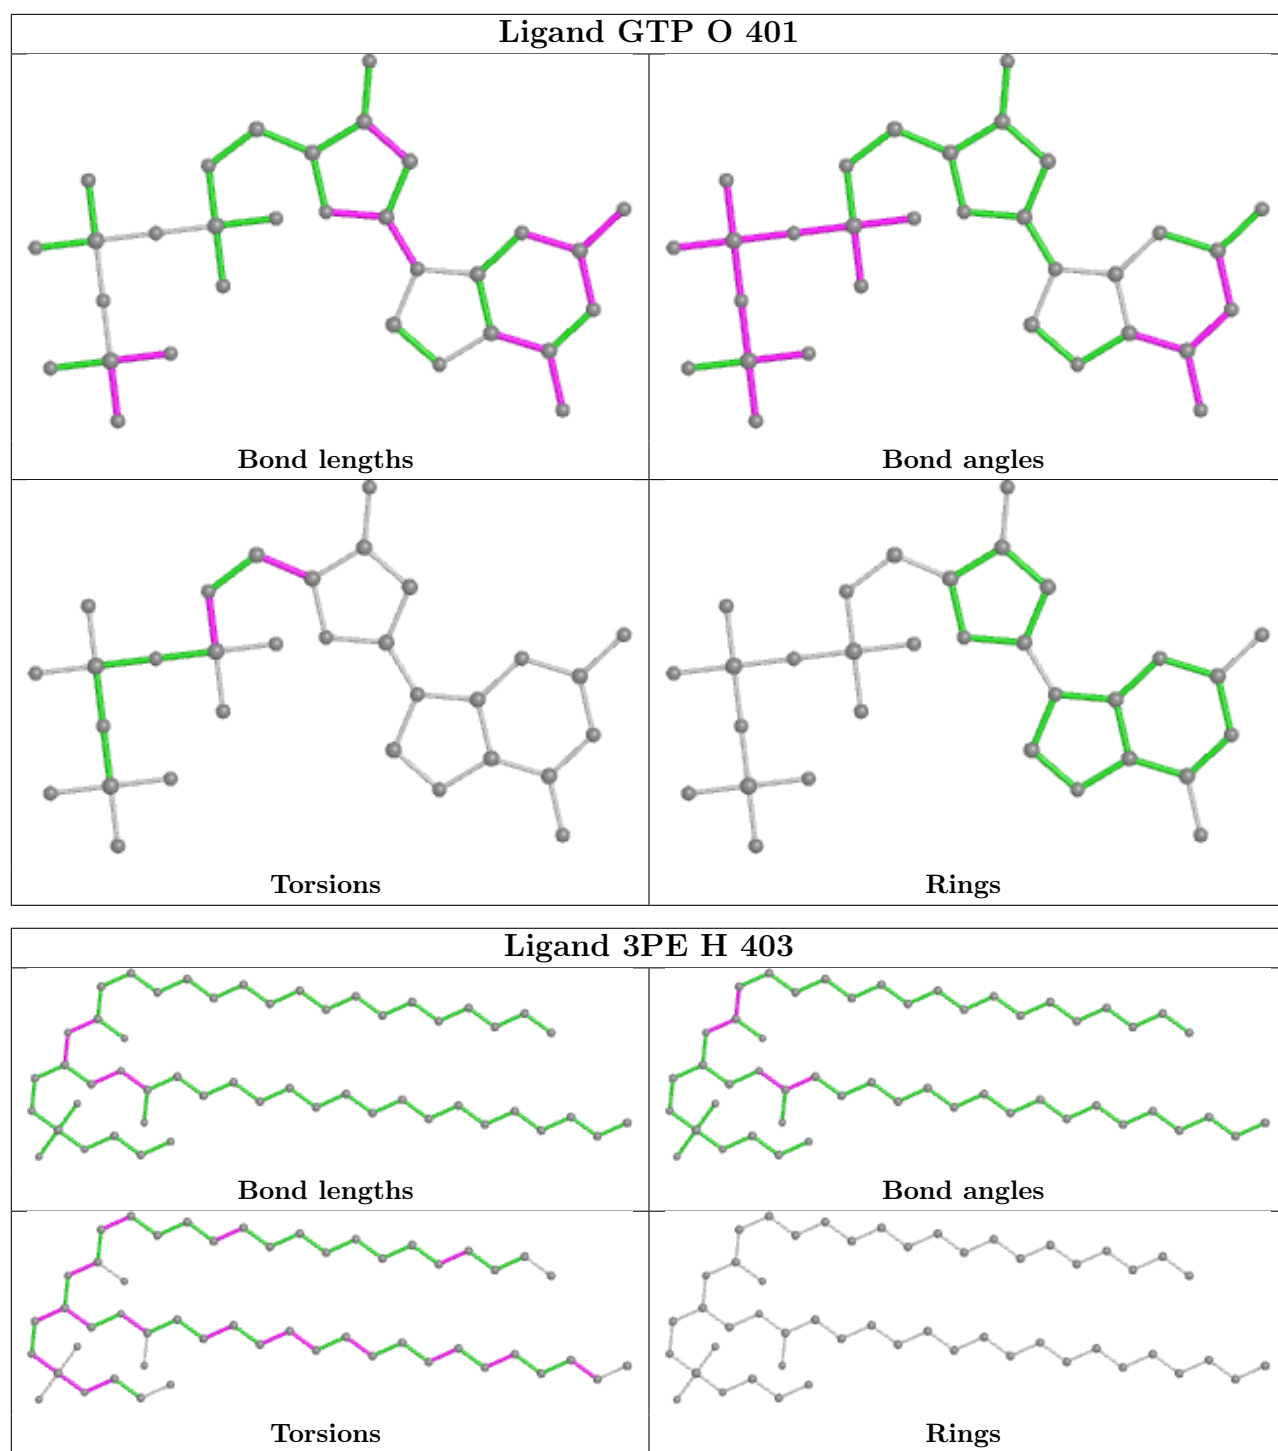 Ligand GTP O 401
Bond lengths
Bond angles
Torsions
Rings
Ligand 3PE H 403
Bond lengths
Bond angles
Torsions
Rings